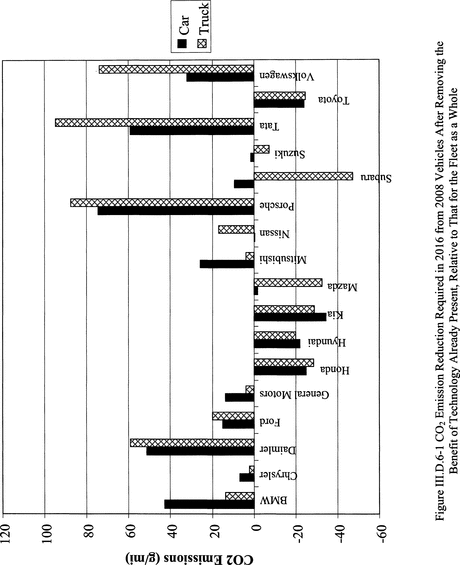 Car
Truck
120
100
80
60
40
20
0
-20
-40
-60
CO2 Emissions (g/mi)
BMW
Chrysler
Daimler
Ford
General Motors
Honda
Hyundai
Kia
Mazda
Mitsubishi
Nissan
Porsche
Subaru
Suzuki
Tata
Toyota
Volkswagen
Figure III.D.6-1 CO2 Emission Reduction Required in 2016 from 2008 Vehicles After Removing the
Benefit of Technology Already Present, Relative to That for the Fleet as a Whole